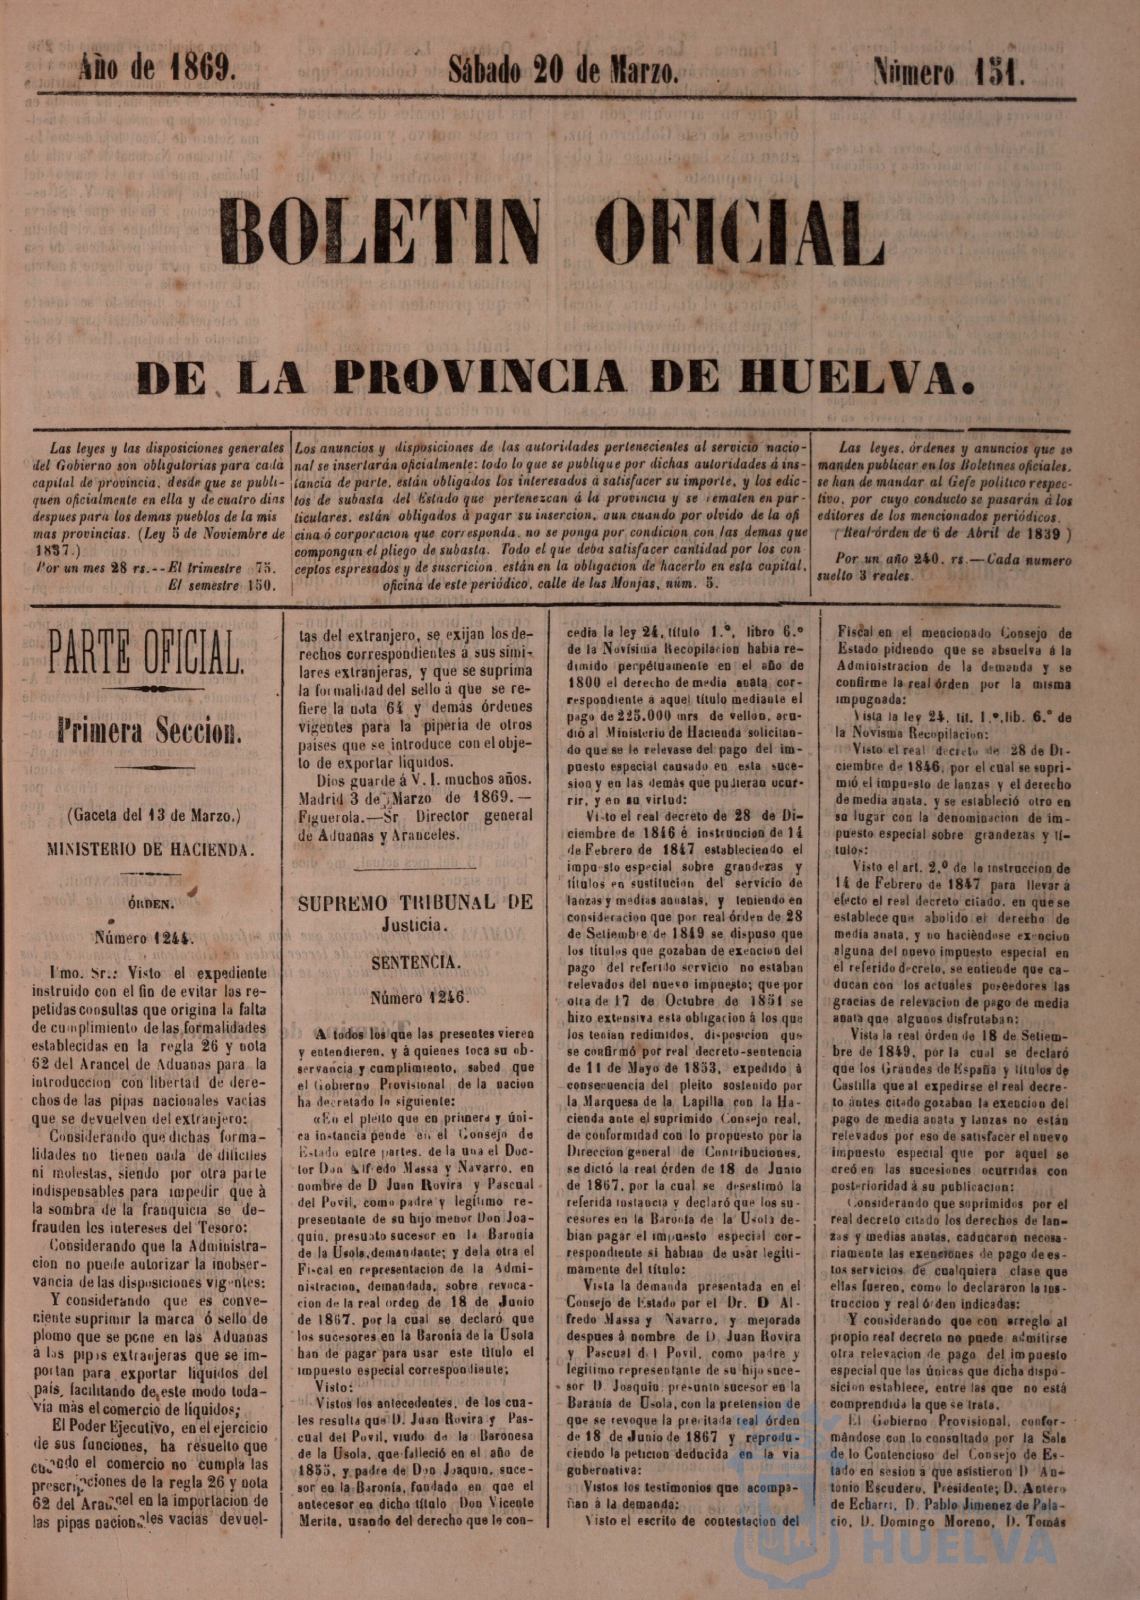 Año de 1869.
Sábado 20 de Marzo.
Número 151.
BOLETIN OFICIAL
DE LA PROVINCIA DE HUELVA.
Las leyes y las disposiciones generales
del Gobierno son obligatorias para cada
capital de provincia, desde que se publi-
quen oficialmente en ella y de cuatro dias
despues para los demas pueblos de la mis
mas provincias. (Ley 5 de Noviembre de
1837.)
Por un mes 28 rs.--El trimestre 75.
El semestre 150.
Los anuncios y disposiciones de las autoridades pertenecientes al servicio nacio-
nal se insertarán oficialmente: todo lo que se publique por dichas autoridades á ins-
tancia de parte, están obligados los interesados á satisfacer su importe, y los edic-
tos de subasta del Estado que pertenezcan á la provincia y se rematen en par-
ticulares, están obligados á pagar su insercion, aun cuando por olvido de la ofi
cina ó corporacion que corresponda, no se ponga por condicion con las demas que
compongan el pliego de subasta. Todo el que deba satisfacer cantidad por los con
ceptos espresados y de suscricion, están en la obligacion de hacerlo en esta capital,
oficina de este periódico, calle de las Monjas, núm. 5.
Las leyes, órdenes y anuncios que se
manden publicar en los Boletines oficiales,
se han de mandar al Gefe político respec-
tivo, por cuyo conducto se pasarán á los
editores de los mencionados periódicos.
(Real órden de 6 de Abril de 1839)
Por un año 240, rs.—Cada numero
suelto 3 reales.
PARTE OFICIAL.
Primera Seccion.
(Gaceta del 13 de Marzo.)
MINISTERIO DE HACIENDA.
ÓRDEN.
Número 1244.
Ilmo. Sr.: Visto el expediente
instruido con el fin de evitar las re-
petidas consultas que origina la falta
de cumplimiento de las formalidades
establecidas en la regla 26 y nota
62 del Arancel de Aduanas para la
introduccion con libertad de dere-
chos de las pipas nacionales vacias
que se devuelven del extranjero:
Considerando que dichas forma-
lidades no tienen nada de dificiles
ni molestas, siendo por otra parte
indispensables para impedir que á
la sombra de la franquicia se de-
frauden los intereses del Tesoro:
Considerando que la Administra-
cion no puede autorizar la inobser-
vancia de las disposiciones vigentes:
Y considerando que es conve-
niente suprimir la marca ó sello de
plomo que se pone en las Aduanas
á las pipas extranjeras que se im-
portan para exportar líquidos del
país, facilitando de este modo toda-
vía más el comercio de líquidos;
El Poder Ejecutivo, en el ejercicio
de sus funciones, ha resuelto que
cuando el comercio no cumpla las
prescripciones de la regla 26 y nota
62 del Arancel en la importacion de
las pipas nacionales vacías devuel-
tas del extranjero, se exijan los de-
rechos correspondientes á sus simi-
lares extranjeras, y que se suprima
la formalidad del sello á que se re-
fiere la nota 64 y demás órdenes
vigentes para la pipería de otros
paises que se introduce con el obje-
to de exportar líquidos.
Dios guarde á V. I. muchos años.
Madrid 3 de Marzo de 1869.—
Figuerola.—Sr Director general
de Aduanas y Aranceles.
SUPREMO TRIBUNAL DE
Justicia.
SENTENCIA.
Número 1246.
A todos los que las presentes vieren
y entendieren, y á quienes toca su ob-
servancia y cumplimiento, sabed que
el Gobierno Provisional de la nacion
ha decretado lo siguiente:
«En el pleito que en primera y úni-
ca instancia pende en el Consejo de
Estado entre partes, de la una el Doc-
tor Don Alfredo Massa y Navarro, en
nombre de D Juan Rovira y Pascual
del Povil, como padre y legítimo re-
presentante de su hijo menor Don Joa-
quin, presunto sucesor en la Baronía
de la Usola, demandante; y de la otra el
Fiscal en representacion de la Admi-
nistracion, demandada, sobre revoca-
cion de la real orden de 18 de Junio
de 1867, por la cual se declaró que
los sucesores en la Baronía de la Usola
han de pagar para usar este título el
impuesto especial correspondiente;
Visto:
Vistos los antecedentes, de los cua-
les resulta que D. Juan Rovira y Pas-
cual del Povil, viudo de la Baronesa
de la Usola, que falleció en el año de
1855, y padre de Don Joaquin, suce-
sor en la Baronía, fundado en que el
antecesor en dicho título Don Vicente
Merita, usando del derecho que le con-
cedia la ley 24, título 1.º, libro 6.º
de la Novísima Recopilacion habia re-
dimido perpétuamente en el año de
1800 el derecho de media anata cor-
respondiente á aquel título mediante el
pago de 225.000 mrs de vellon, acu-
dió al Ministerio de Hacienda solicitan-
do que se le relevase del pago del im-
puesto especial causado en esta suce-
sion y en las demás que pudieran ocur-
rir, y en su virtud:
Visto el real decreto de 28 de Di-
ciembre de 1846 é instruccion de 14
de Febrero de 1847 estableciendo el
impuesto especial sobre grandezas y
títulos en sustitucion del servicio de
lanzas y medias anatas, y teniendo en
consideracion que por real órden de 28
de Setiembre de 1849 se dispuso que
los títulos que gozaban de exencion del
pago del referido servicio no estaban
relevados del nuevo impuesto; que por
otra de 17 de Octubre de 1851 se
hizo extensiva esta obligacion á los que
los tenian redimidos, disposicion que
se confirmó por real decreto-sentencia
de 11 de Mayo de 1853, expedido á
consecuencia del pleito sostenido por
la Marquesa de la Lapilla con la Ha-
cienda ante el suprimido Consejo real,
de conformidad con lo propuesto por la
Direccion general de Contribuciones,
se dictó la real órden de 18 de Junio
de 1867, por la cual se desestimó la
referida instancia y declaró que los su-
cesores en la Baronía de la Usola de-
bian pagar el impuesto especial cor-
respondiente si habian de usar legíti-
mamente del título:
Vista la demanda presentada en el
Consejo de Estado por el Dr. D Al-
fredo Massa y Navarro, y mejorada
despues á nombre de D. Juan Rovira
y Pascual del Povil, como padre y
legítimo representante de su hijo suce-
sor D. Joaquin, presunto sucesor en la
Baranía de Usola, con la pretension de
que se revoque la precitada real órden
de 18 de Junio de 1867 y reprodu-
ciendo la peticion deducida en la via
gubernativa:
Vistos los testimonios que acompa-
ñan á la demanda:
Visto el escrito de contestacion del
Fiscal en el mencionado Consejo de
Estado pidiendo que se absuelva á la
Administracion de la demanda y se
confirme la real órden por la misma
impugnada:
Vista la ley 24, tit. 1.º, lib. 6.º de
la Novísma Recopilacion:
Visto el real decreto de 28 de Di-
ciembre de 1846, por el cual se supri-
mió el impuesto de lanzas y el derecho
de media anata, y se estableció otro en
su lugar con la denominacion de im-
puesto especial sobre grandezas y tí-
tulos:
Visto el art. 2.º de la instruccion de
14 de Febrero de 1847 para llevar á
efecto el real decreto citado, en que se
establece que abolido el derecho de
media anata, y no haciéndose exencion
alguna del nuevo impuesto especial en
el referido decreto, se entiende que ca-
ducan con los actuales poseedores las
gracias de relevacion de pago de media
anata que algunos disfrutaban:
Vista la real órden de 18 de Setiem-
bre de 1849, por la cual se declaró
que los Grandes de España y títulos de
Castilla que al expedirse el real decre-
to ántes citado gozaban la exencion del
pago de media anata y lanzas no están
relevados por eso de satisfacer el nuevo
impuesto especial que por aquel se
creó en las sucesiones ocurridas con
posterioridad á su publicacion:
Considerando que suprimidos por el
real decreto citado los derechos de lan-
zas y medias anatas, caducaron necesa-
riamente las exenciones de pago de es-
tos servicios de cualquiera clase que
ellas fueren, como lo declararon la ins-
truccion y real órden indicadas:
Y considerando que con arreglo al
propio real decreto no puede admitirse
otra relevacion de pago del impuesto
especial que las únicas que dicha dispo-
sicion establece, entre las que no está
comprendida la que se trata.
El Gobierno Provisional, confor-
mándose con lo consultado por la Sala
de lo Contencioso del Consejo de Es-
tado en sesion á que asistieron D An-
tonio Escudero, Presidente; D. Antero
de Echarri, D. Pablo Jimenez de Pala-
cio, D. Domingo Moreno, D. Tomás
HUELVA